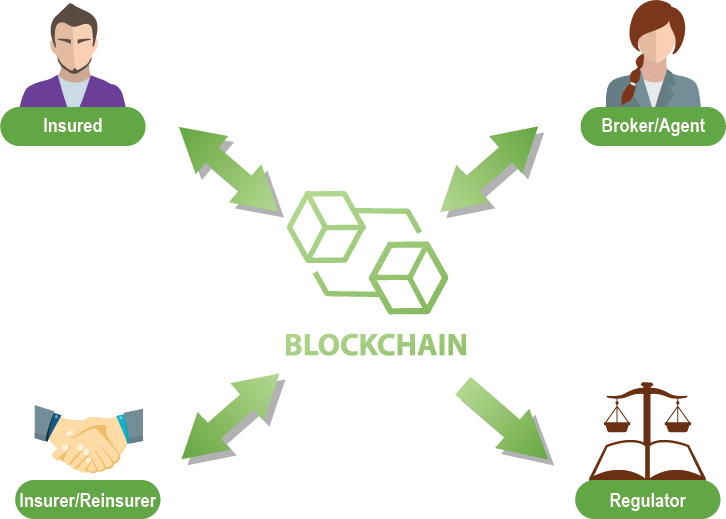 Insured
Broker/Agent
BLOCKCHAIN
Insurer/Reinsurer
Regulator